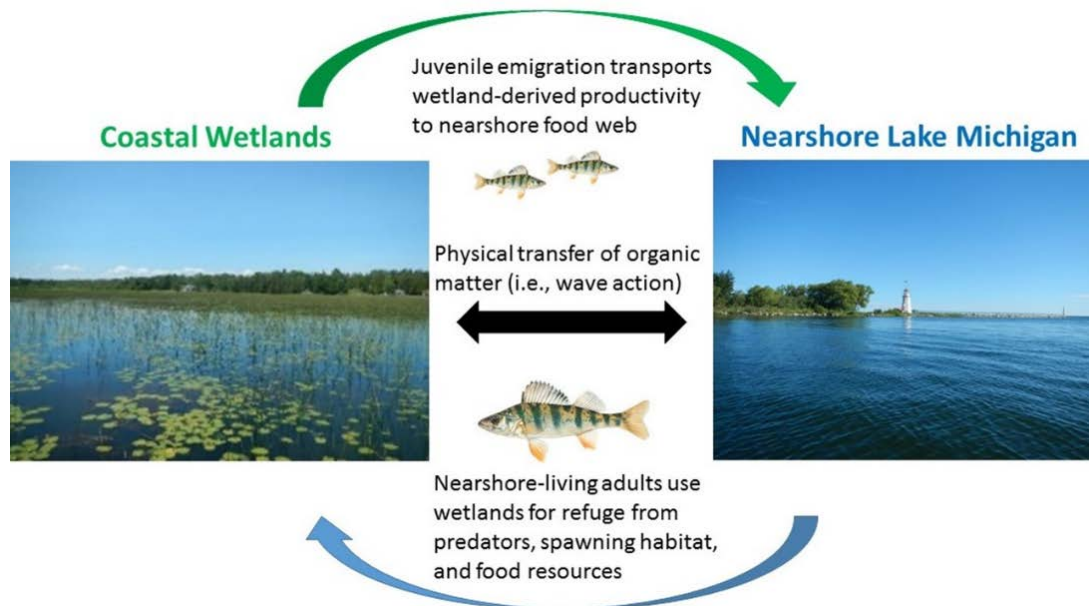 Juvenile emigration transports
wetland-derived productivity
to nearshore food web
Coastal Wetlands
Nearshore Lake Michigan
Physical transfer of organic
matter (i.e., wave action)
Nearshore-living adults use
wetlands for refuge from
predators, spawning habitat,
and food resources